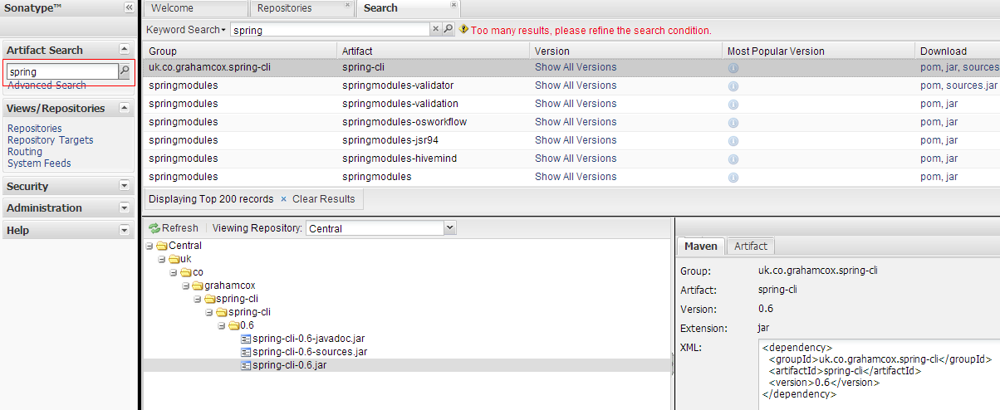 Sonatype™
Artifact Search
spring
Advanced Search
Views/Repositories
Repositories
Repository Targets
Routing
System Feeds
Security
Administration
Help
Welcome
Repositories
Search
Keyword Search
spring
Too many results, please refine the search condition.
Group Artifact Version Most Popular Version Download
uk.co.grahamcox.spring-cli spring-cli Show All Versions pom, jar, sources
springmodules springmodules-validator Show All Versions pom, sources.jar
springmodules springmodules-validation Show All Versions pom, jar
springmodules springmodules-osworkflow Show All Versions pom, jar
springmodules springmodules-jsr94 Show All Versions pom, jar
springmodules springmodules-hivemind Show All Versions pom, jar
springmodules springmodules Show All Versions pom, jar
Displaying Top 200 records × Clear Results
Refresh Viewing Repository: Central
Central
uk
co
grahamcox
spring-cli
spring-cli
0.6
spring-cli-0.6-javadoc.jar
spring-cli-0.6-sources.jar
spring-cli-0.6.jar
Maven Artifact
Group: uk.co.grahamcox.spring-cli
Artifact: spring-cli
Version: 0.6
Extension: jar
XML: <dependency>
<groupId>uk.co.grahamcox.spring-cli</groupId>
<artifactId>spring-cli</artifactId>
<version>0.6</version>
</dependency>